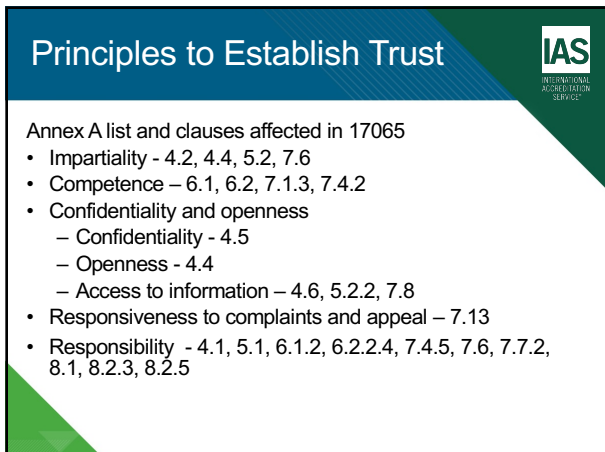 Principles to Establish Trust
IAS
INTERNATIONAL
ACCREDITATION
SERVICE®
Annex A list and clauses affected in 17065
• Impartiality - 4.2, 4.4, 5.2, 7.6
• Competence – 6.1, 6.2, 7.1.3, 7.4.2
• Confidentiality and openness
– Confidentiality - 4.5
– Openness - 4.4
– Access to information – 4.6, 5.2.2, 7.8
• Responsiveness to complaints and appeal – 7.13
• Responsibility - 4.1, 5.1, 6.1.2, 6.2.2.4, 7.4.5, 7.6, 7.7.2,
8.1, 8.2.3, 8.2.5